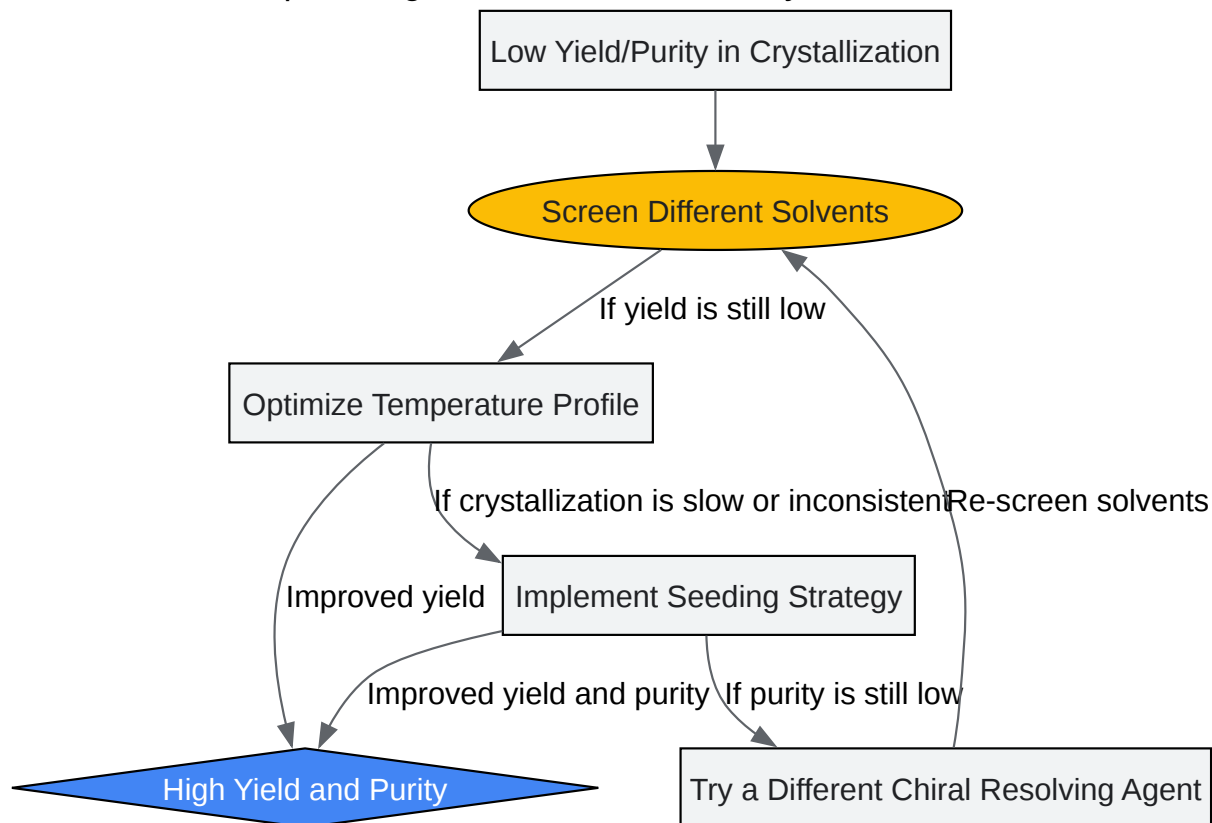 Low Yield/Purity in Crystallization
Screen Different Solvents
If yield is still low
Optimize Temperature Profile
If crystallization is slow or inconsistent
Re-screen solvents
Improved yield
Implement Seeding Strategy
Improved yield and purity
If purity is still low
High Yield and Purity
Try a Different Chiral Resolving Agent